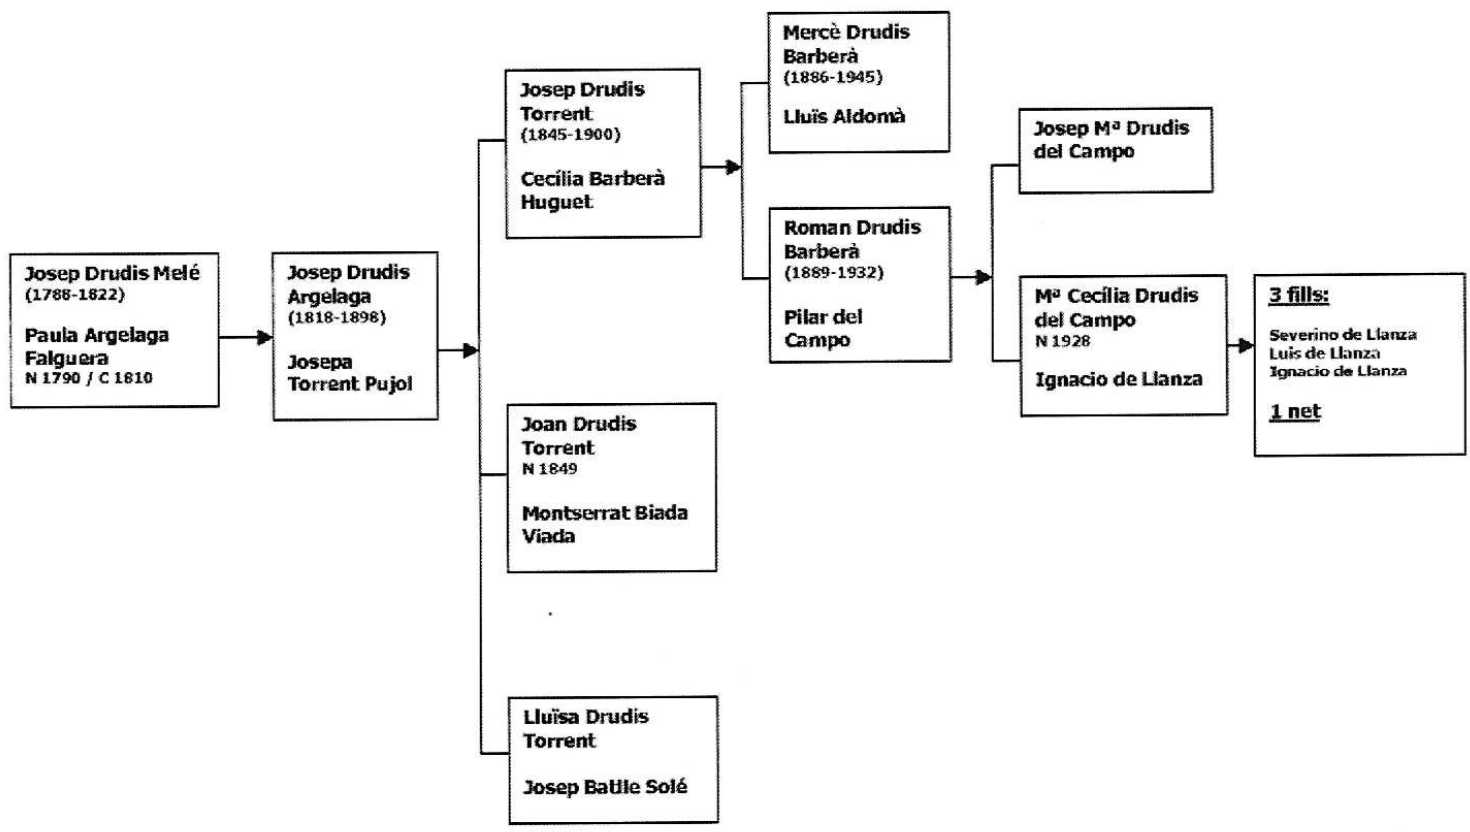 Josep Drudis Melé
(1788-1822)
Paula Argelaga
Falguera
N 1790 / C 1810
Josep Drudis
Argelaga
(1818-1898)
Josepa
Torrent Pujol
Josep Drudis
Torrent
(1845-1900)
Cecília Barberà
Huguet
Joan Drudis
Torrent
N 1849
Montserrat Biada
Viada
Lluïsa Drudis
Torrent
Josep Batlle Solé
Mercè Drudis
Barberà
(1886-1945)
Lluïs Aldomà
Roman Drudis
Barberà
(1889-1932)
Pilar del
Campo
Josep Mª Drudis
del Campo
Mª Cecília Drudis
del Campo
N 1928
Ignacio de Llanza
3 fills:
Severino de Llanza
Luis de Llanza
Ignacio de Llanza
1 net